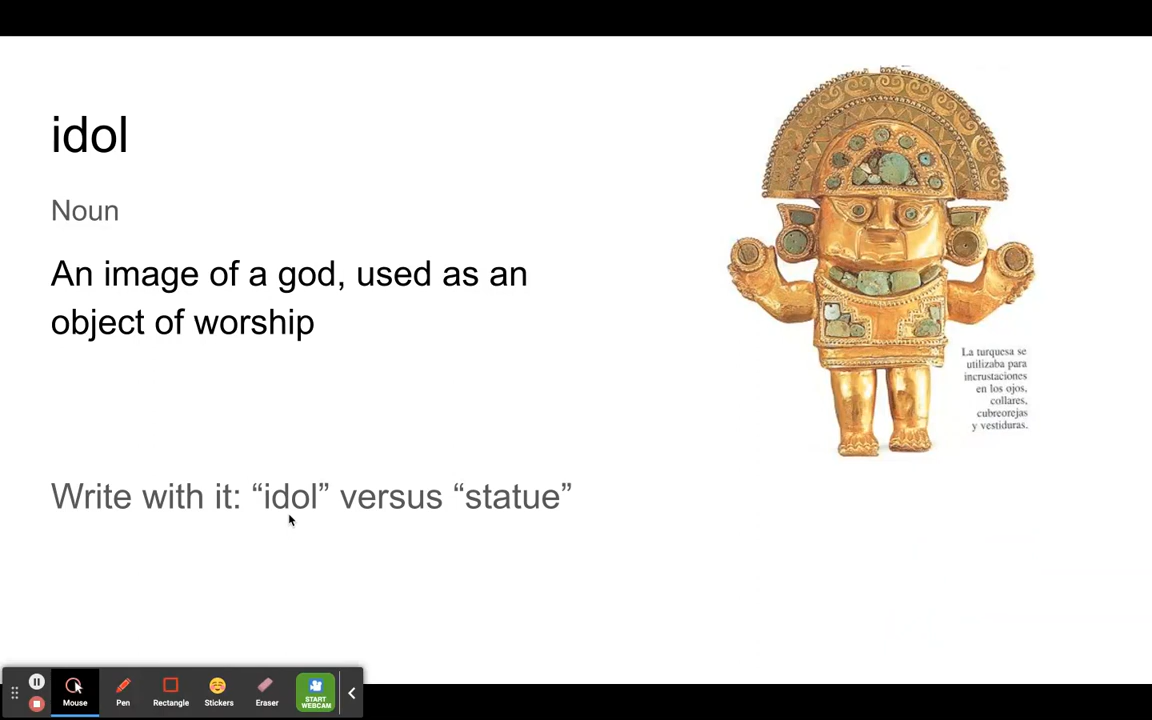 idol
Noun
An image of a god, used as an
object of worship
La turquesa se
utilizaba para
incrustaciones
en los ojos,
collares,
cubreorejas
y vestiduras.
Write with it: “idol” versus “statue”
Mouse
Pen
Rectangle
Stickers
Eraser
START
WEBCAM